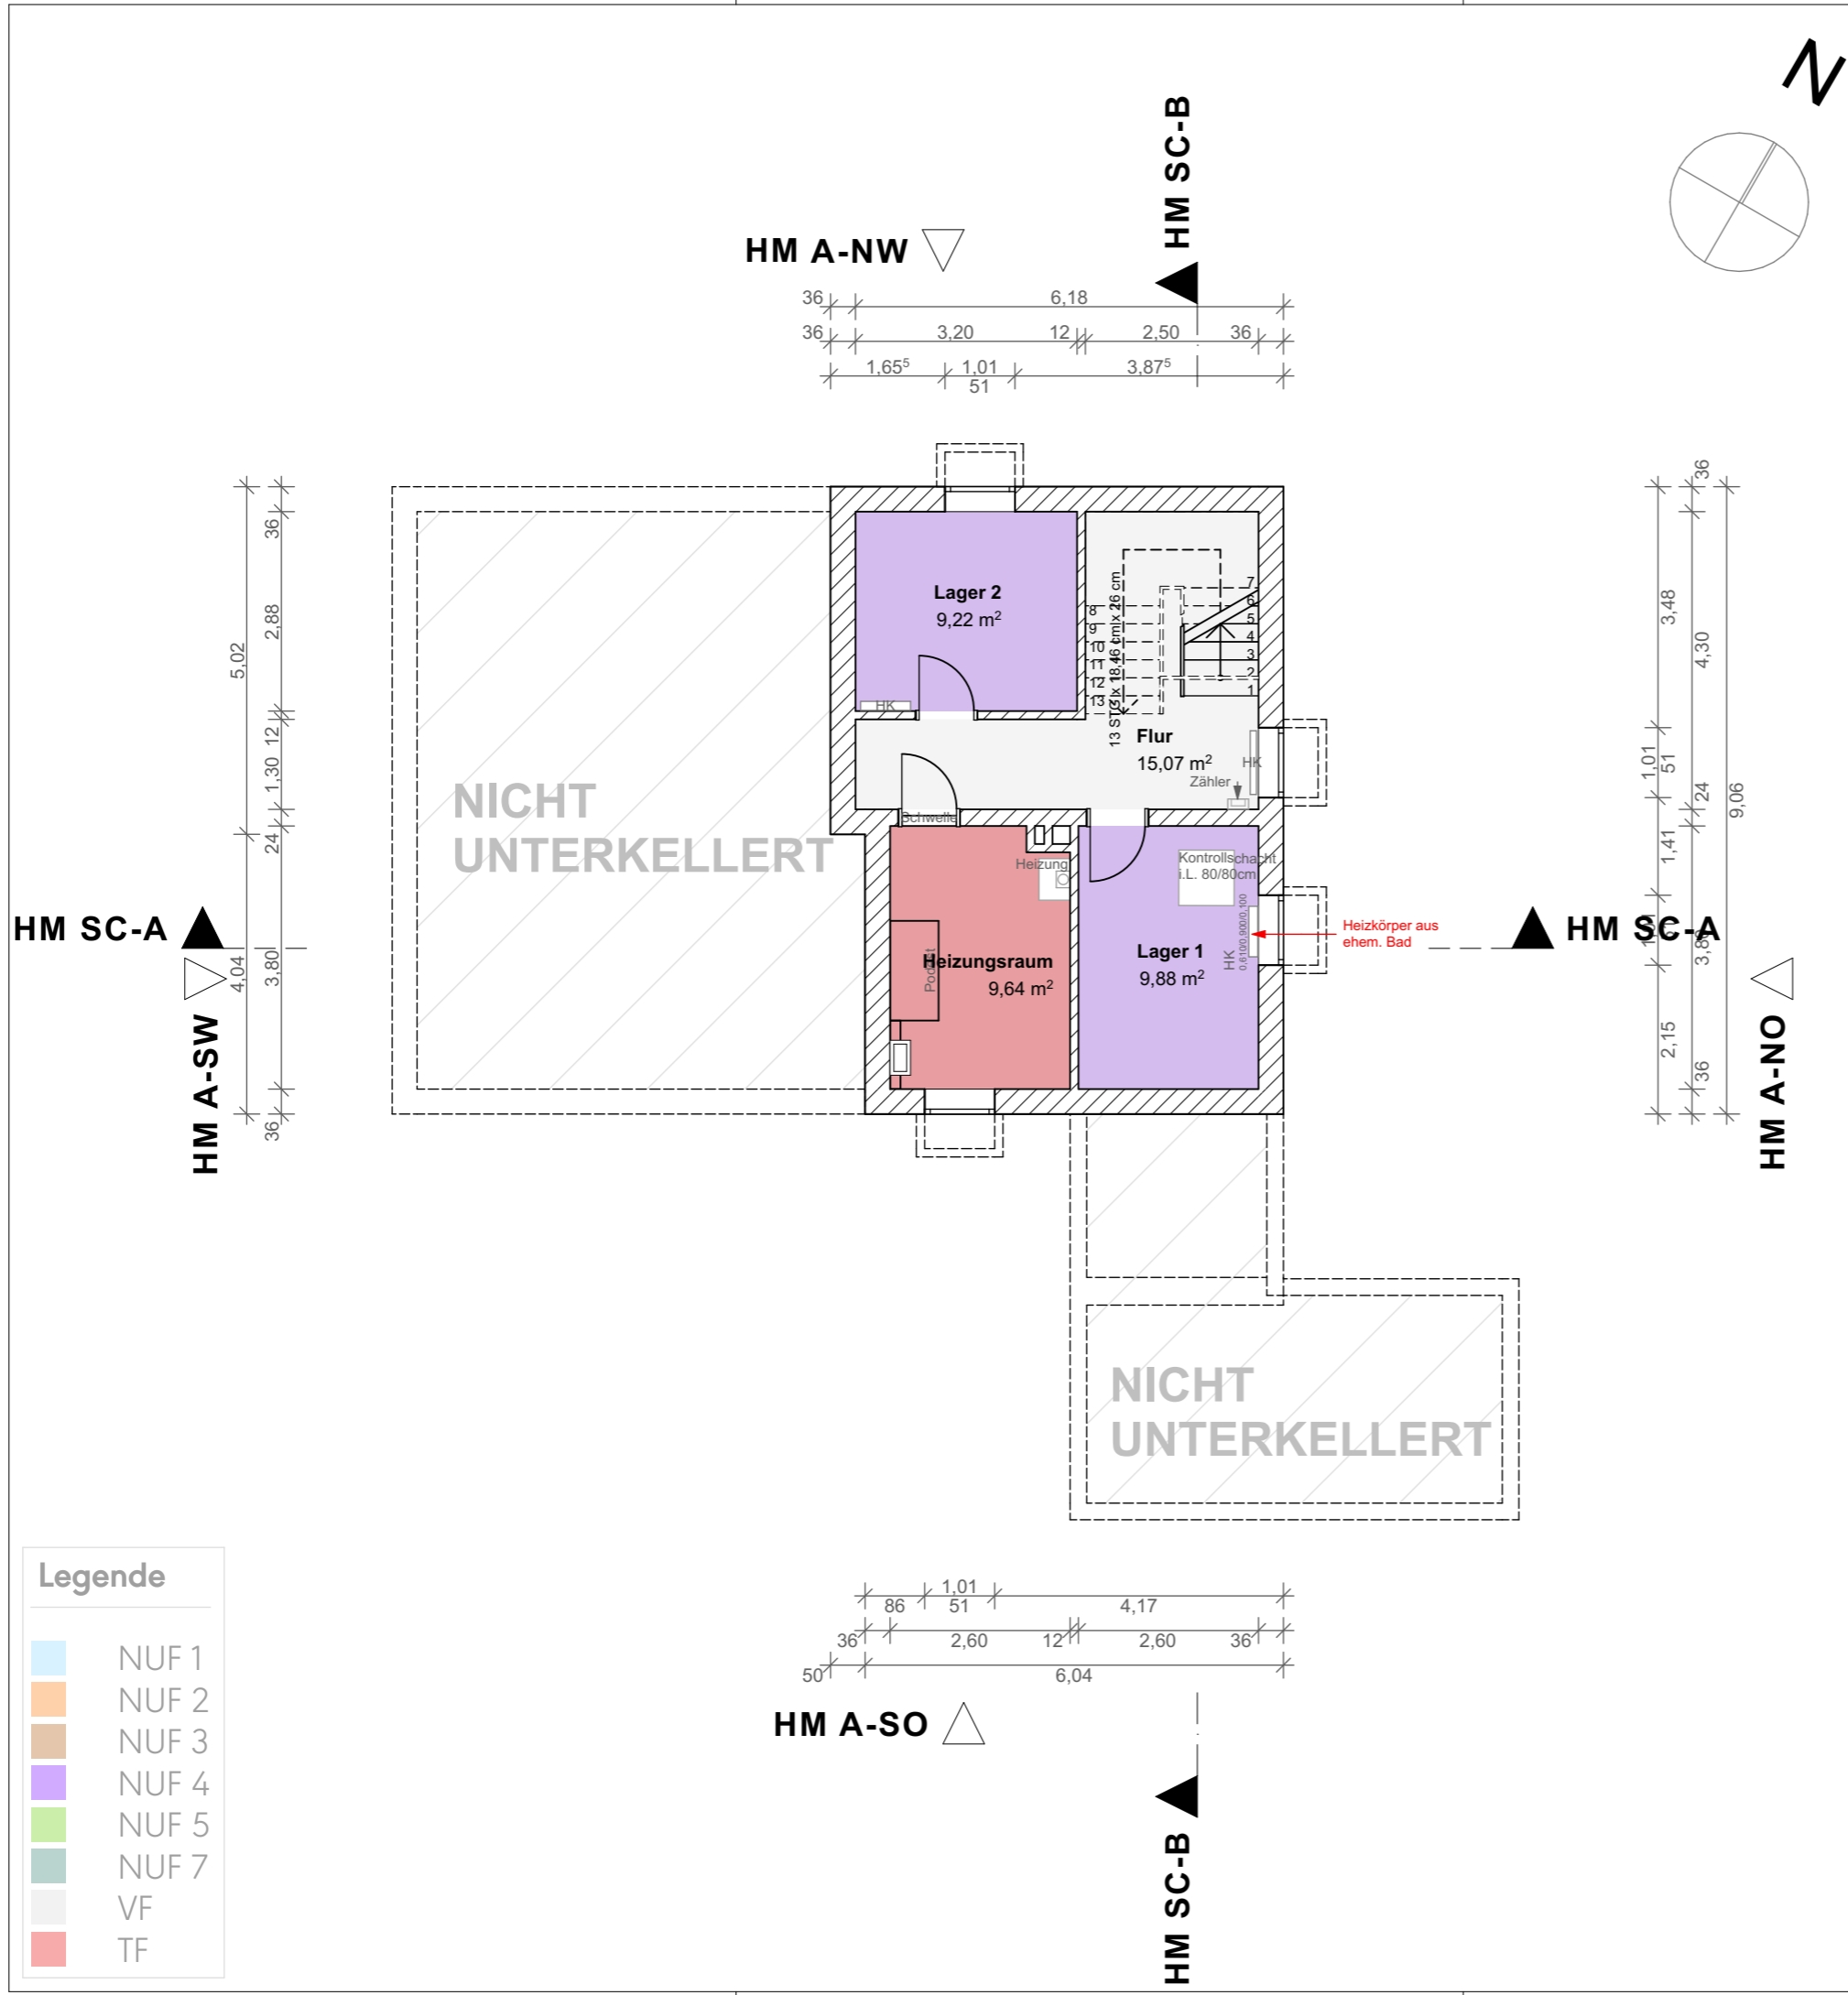 N
HM SC-B
HM A-NW
36
6,18
36
3,20
12
2,50
36
1,65⁵
1,01
51
3,87⁵
5,02
4,04
36
2,88
12
1,30
24
3,80
36
Lager 2
9,22 m²
HK
7
6
5
4
3
2
1
8
9
10
11
12
13
13 STG x 18,46 cm x 26 cm
Flur
15,07 m²
HK
Zähler
Schwelle
NICHT
UNTERKELLERT
Heizung
Kontrollschacht
i.L. 80/80cm
Podest
Heizungsraum
9,64 m²
Lager 1
9,88 m²
HK
0,610/0,900/0,100
Heizkörper aus
ehem. Bad
HM SC-A
HM SC-A
HM A-SW
HM A-NO
3,48
1,01
51
1,41
2,15
36
4,30
24
36
9,06
NICHT
UNTERKELLERT
1,01
86
51
4,17
36
2,60
12
2,60
36
50
6,04
HM A-SO
HM SC-B
Legende
NUF 1
NUF 2
NUF 3
NUF 4
NUF 5
NUF 7
VF
TF